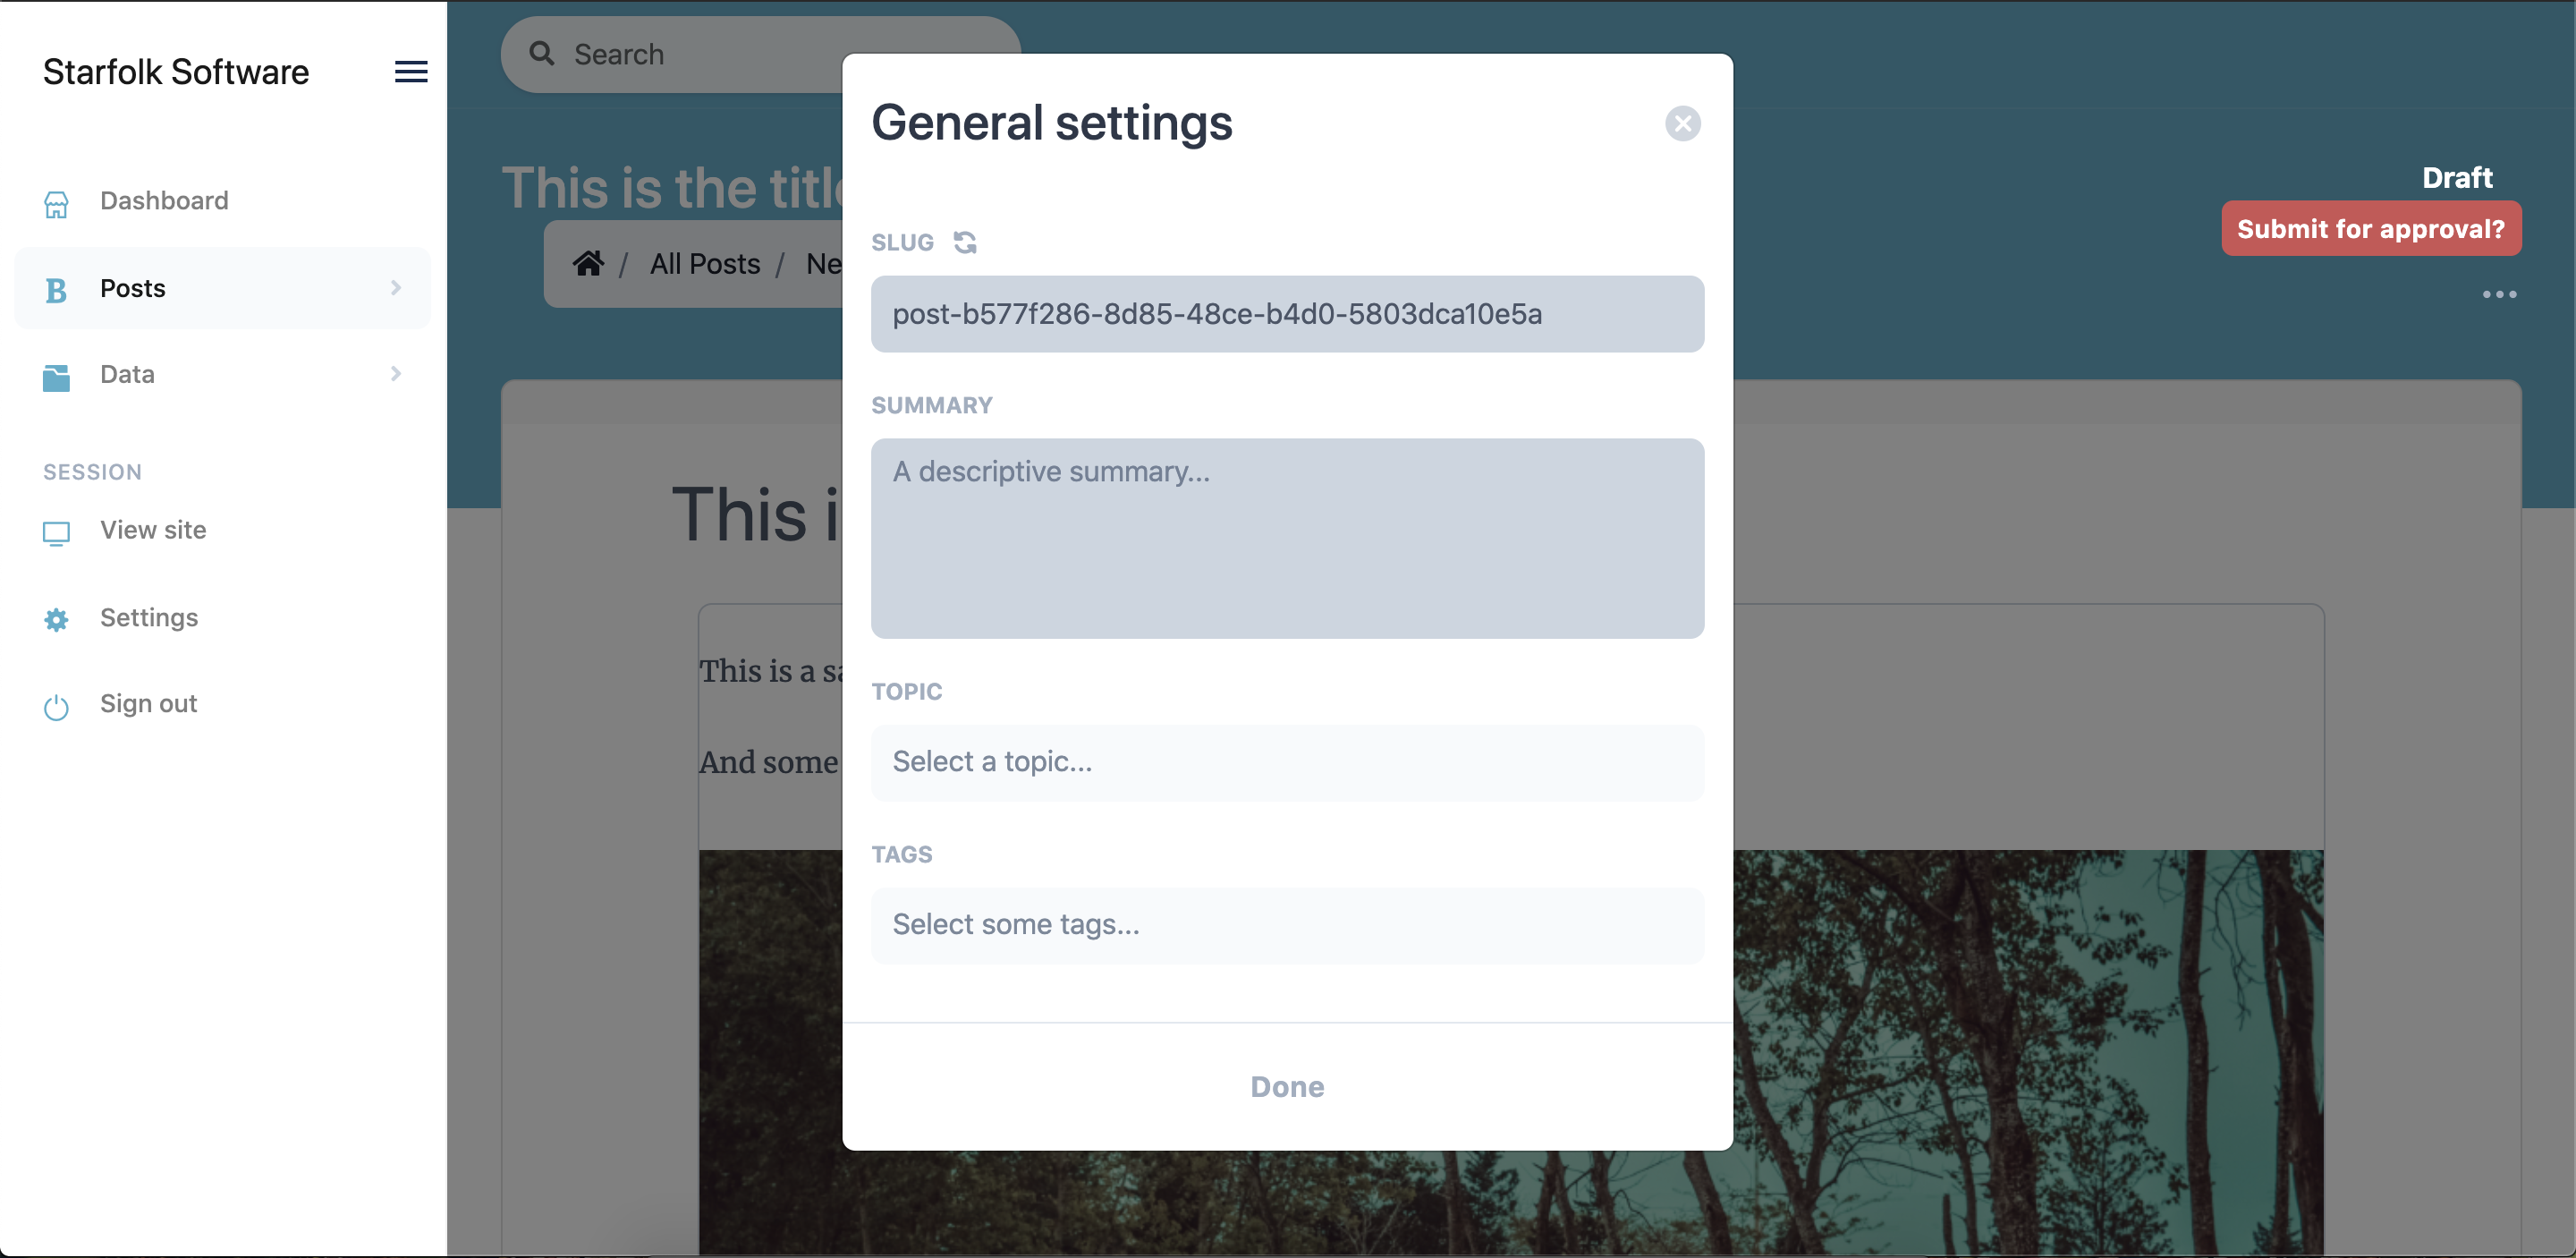 Starfolk Software
Dashboard
Posts
Data
SESSION
View site
Settings
Sign out
Search
This is the title
/ All Posts / Ne
Draft
Submit for approval?
This i
This is a sa
And some
General settings
SLUG
post-b577f286-8d85-48ce-b4d0-5803dca10e5a
SUMMARY
A descriptive summary...
TOPIC
Select a topic...
TAGS
Select some tags...
Done